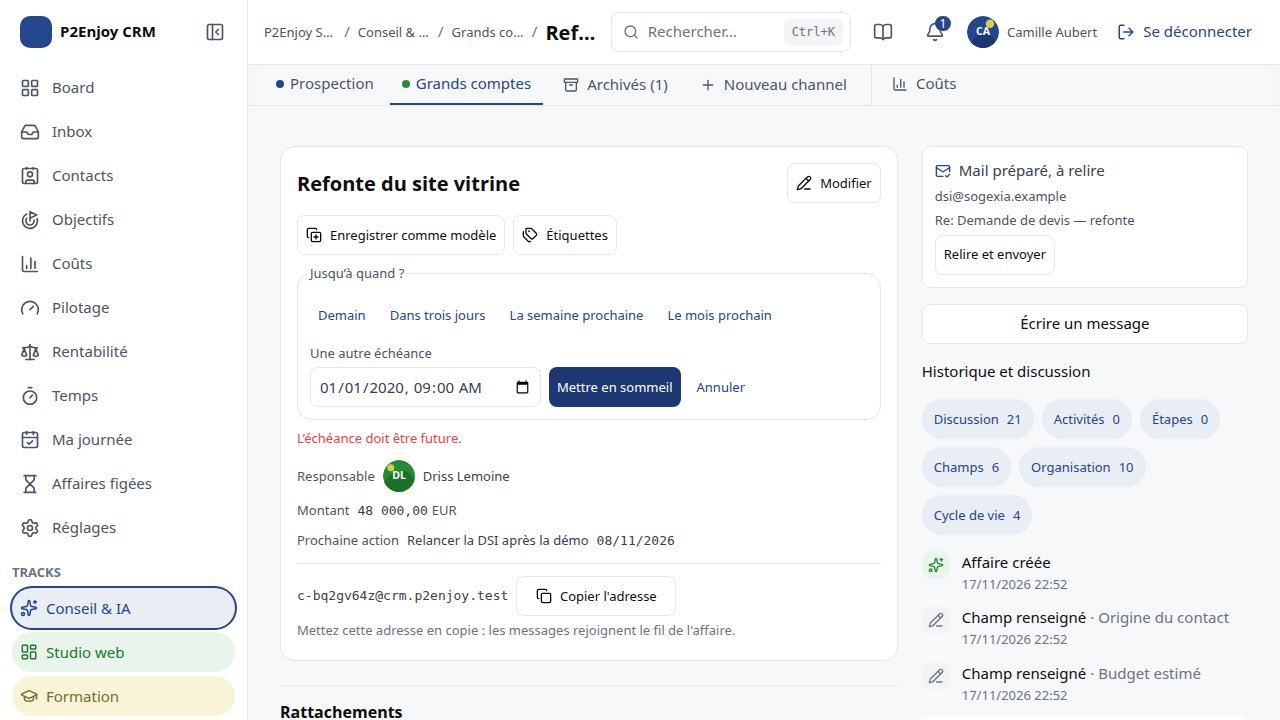 P2Enjoy CRM
Board
Inbox
Contacts
Objectifs
Coûts
Pilotage
Rentabilité
Temps
Ma journée
Affaires figées
Réglages
TRACKS
Conseil & IA
Studio web
Formation
P2Enjoy S... / Conseil & ... / Grands co... / Ref...
Rechercher... Ctrl+K
1
CA Camille Aubert
Se déconnecter
Prospection
Grands comptes
Archivés (1)
Nouveau channel
Coûts
Refonte du site vitrine
Modifier
Enregistrer comme modèle
Étiquettes
Jusqu'à quand ?
Demain
Dans trois jours
La semaine prochaine
Le mois prochain
Une autre échéance
01/01/2020, 09:00 AM
Mettre en sommeil
Annuler
L'échéance doit être future.
Responsable DL Driss Lemoine
Montant 48 000,00 EUR
Prochaine action Relancer la DSI après la démo 08/11/2026
c-bq2gv64z@crm.p2enjoy.test
Copier l'adresse
Mettez cette adresse en copie : les messages rejoignent le fil de l'affaire.
Rattachements
Mail préparé, à relire
dsi@sogexia.example
Re: Demande de devis — refonte
Relire et envoyer
Écrire un message
Historique et discussion
Discussion 21
Activités 0
Étapes 0
Champs 6
Organisation 10
Cycle de vie 4
Affaire créée
17/11/2026 22:52
Champ renseigné · Origine du contact
17/11/2026 22:52
Champ renseigné · Budget estimé
17/11/2026 22:52